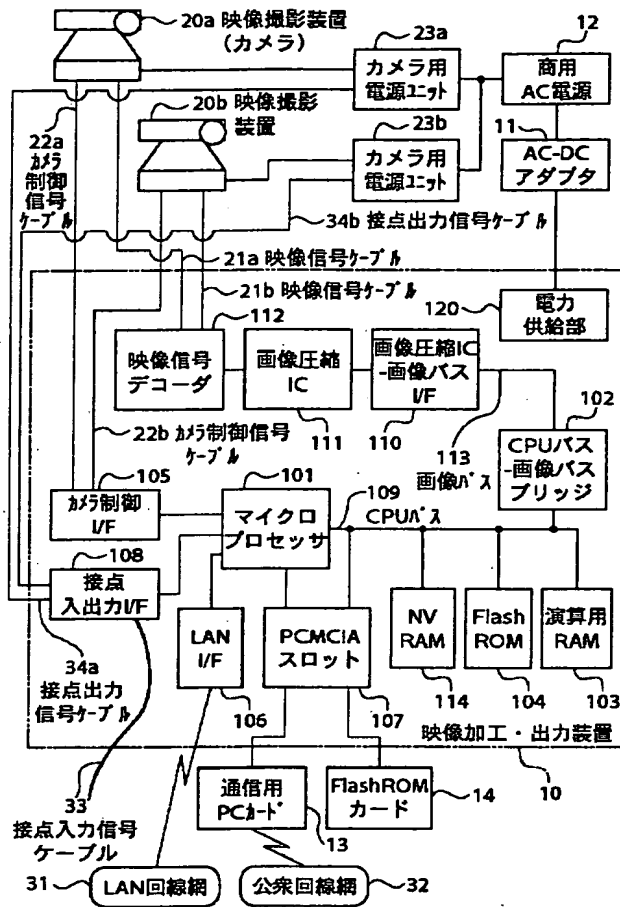 20a 映像撮影装置
(カメラ)
23a
カメラ用
電源ユニット
12
商用
AC電源
20b 映像撮影
装置
22a
カメラ
制御
信号
ケーブル
23b
カメラ用
電源ユニット
11
AC-DC
アダプタ
34b 接点出力信号ケーブル
21a 映像信号ケーブル
21b 映像信号ケーブル
120
電力
供給部
112
映像信号
デコーダ
画像圧縮
IC
111
画像圧縮IC
-画像バス
I/F
110
113
画像バス
102
CPUバス
-画像バス
ブリッジ
22b カメラ制御信号
ケーブル
105
カメラ制御
I/F
101
マイクロ
プロセッサ
109
CPUバス
108
接点
入出力I/F
34a
接点出力
信号ケーブル
LAN
I/F
106
PCMCIA
スロット
107
NV
RAM
114
Flash
ROM
104
演算用
RAM
103
映像加工・出力装置
10
33
接点入力信号
ケーブル
通信用
PCカード
13
FlashROM
カード
14
31
LAN回線網
公衆回線網
32